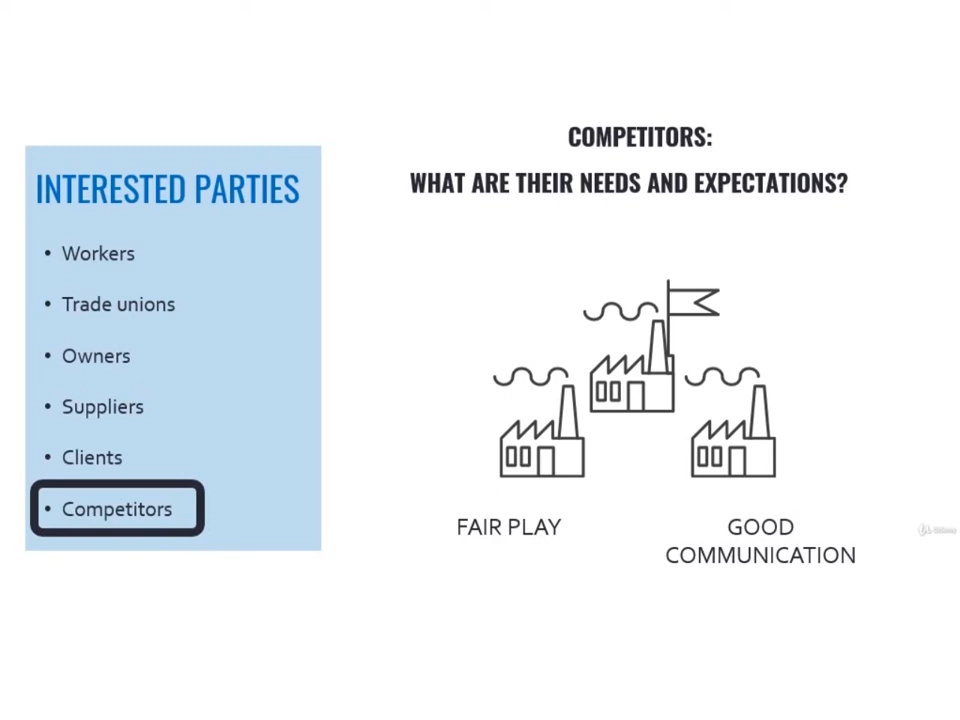 INTERESTED PARTIES
• Workers
• Trade unions
• Owners
• Suppliers
• Clients
• Competitors
COMPETITORS:
WHAT ARE THEIR NEEDS AND EXPECTATIONS?
FAIR PLAY
GOOD
COMMUNICATION